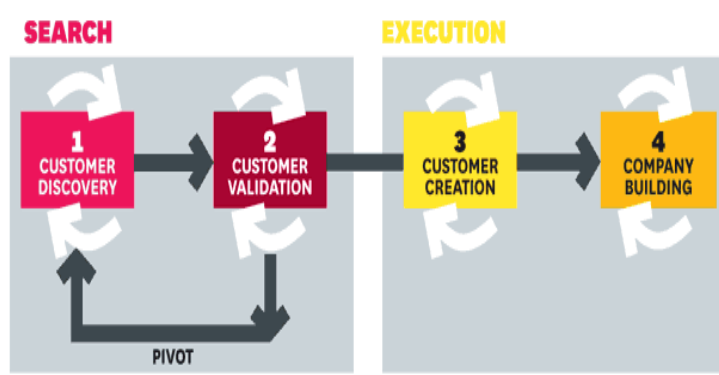 SEARCH
EXECUTION
1
CUSTOMER
DISCOVERY
2
CUSTOMER
VALIDATION
3
CUSTOMER
CREATION
4
COMPANY
BUILDING
PIVOT